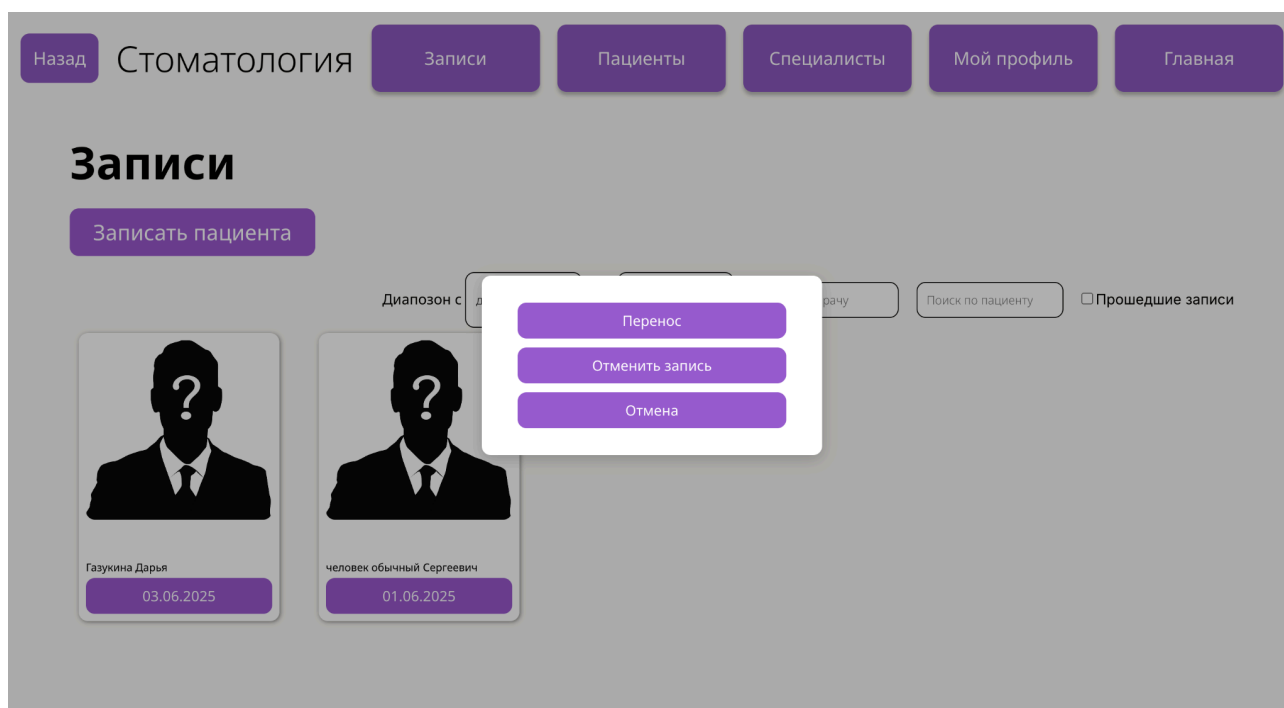 Назад
Стоматология
Записи
Пациенты
Специалисты
Мой профиль
Главная
Записи
Записать пациента
Диапозон с
Поиск по пациенту
Прошедшие записи
Перенос
Отменить запись
Отмена
?
?
Газукина Дарья
03.06.2025
человек обычный Сергеевич
01.06.2025